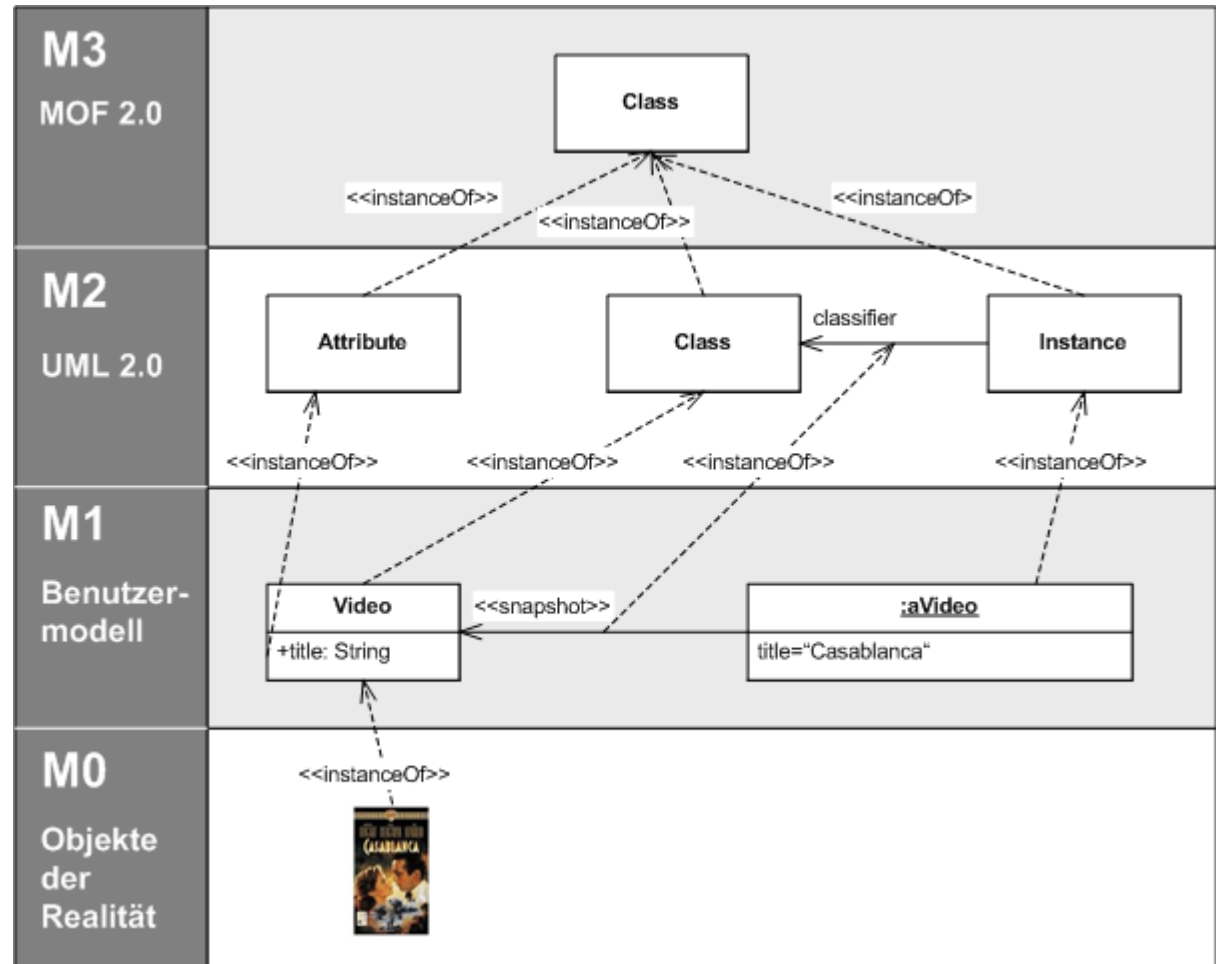 M3
MOF 2.0
Class
<<instanceOf>>
<<instanceOf>>
<<instanceOf>
M2
UML 2.0
Attribute
Class
classifier
Instance
<<instanceOf>>
<<instanceOf>>
<<instanceOf>>
<<instanceOf>>
M1
Benutzer-
modell
Video
+title: String
<<snapshot>>
:aVideo
title="Casablanca“
M0
Objekte
der
Realität
<<instanceOf>>
CASABLANCA